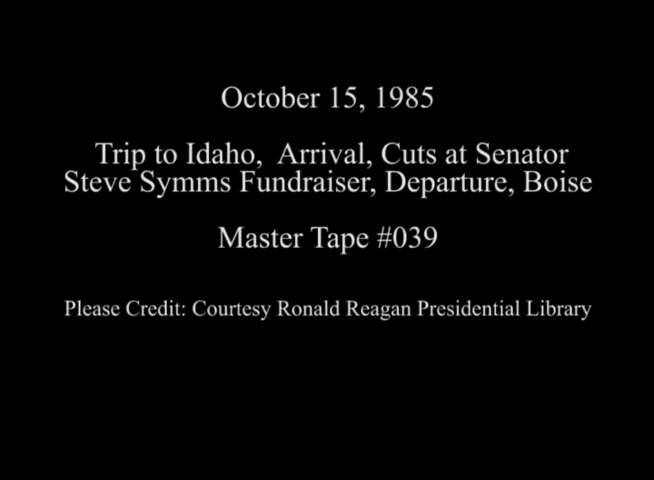 October 15, 1985
Trip to Idaho,  Arrival, Cuts at Senator
Steve Symms Fundraiser, Departure, Boise
Master Tape #039
Please Credit: Courtesy Ronald Reagan Presidential Library